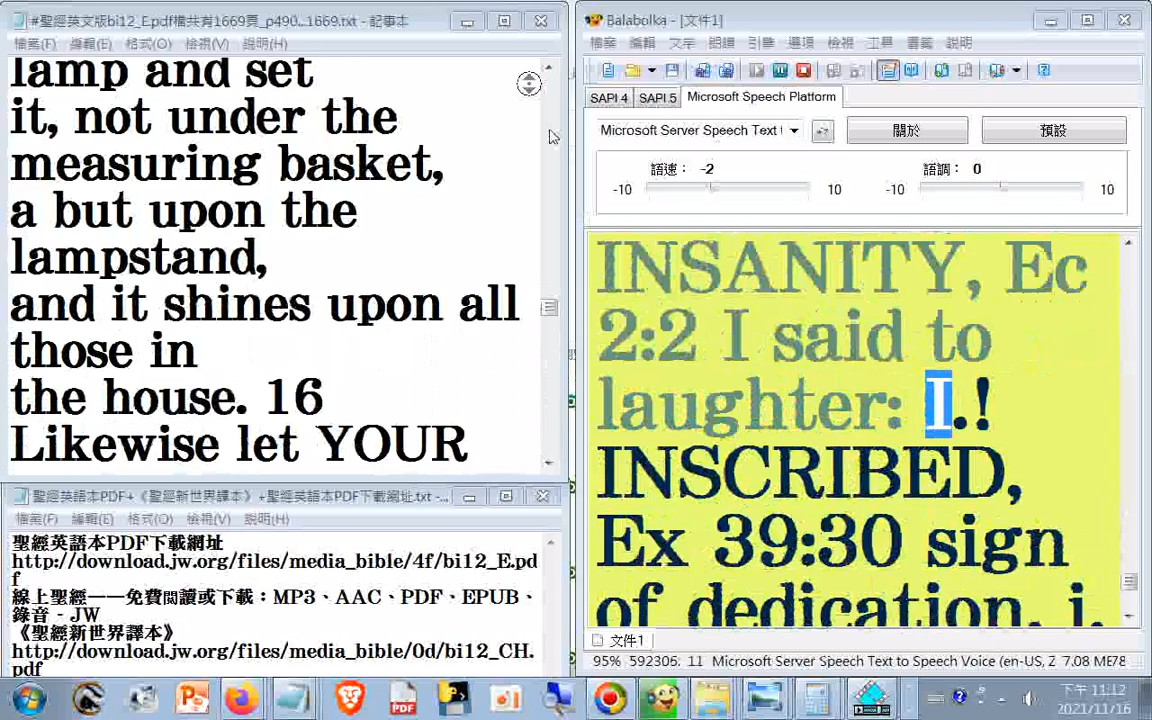 #聖經英文版bi12_E.pdf檔共有1669頁_p490...1669.txt - 記事本
檔案(F) 編輯(E) 格式(O) 檢視(V) 說明(H)
lamp and set
it, not under the
measuring basket,
a but upon the
lampstand,
and it shines upon all
those in
the house. 16
Likewise let YOUR
聖經英語本PDF+《聖經新世界譯本》+聖經英語本PDF下載網址.txt - ...
檔案(F) 編輯(E) 格式(O) 檢視(V) 說明(H)
聖經英語本PDF下載網址
http://download.jw.org/files/media_bible/4f/bi12_E.pd
f
線上聖經——免費閱讀或下載：MP3、AAC、PDF、EPUB、
錄音 - JW
《聖經新世界譯本》
http://download.jw.org/files/media_bible/0d/bi12_CH.
pdf
Balabolka - [文件1]
檔案 編輯 文字 朗讀 引擎 選項 檢視 工具 書籤 說明
SAPI 4 SAPI 5 Microsoft Speech Platform
Microsoft Server Speech Text 關於 預設
語速： -2 語調： 0
-10 10 -10 10
INSANITY, Ec
2:2 I said to
laughter: I.!
INSCRIBED,
Ex 39:30 sign
of dedication, i.
文件1
95% 592306: 11 Microsoft Server Speech Text to Speech Voice (en-US, Z 7.08 ME78
PDF
下午 11:12
2021/11/16